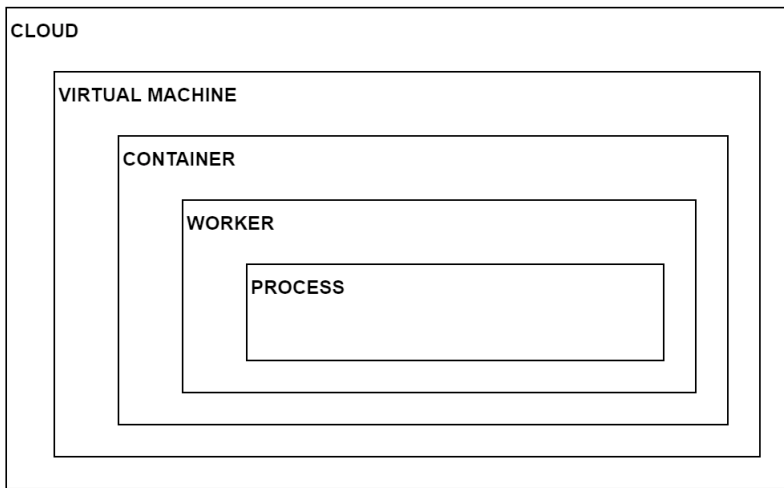 CLOUD
VIRTUAL MACHINE
CONTAINER
WORKER
PROCESS